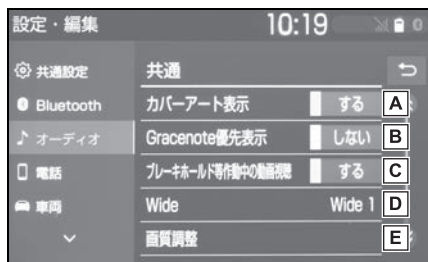 設定・編集 10:19 0
共通設定
Bluetooth
オーディオ
電話
車両
共通
カバーアート表示 する A
Gracenote優先表示 しない B
ブレーキホールド等作動中の動画視聴 する C
Wide Wide 1 D
画質調整 E